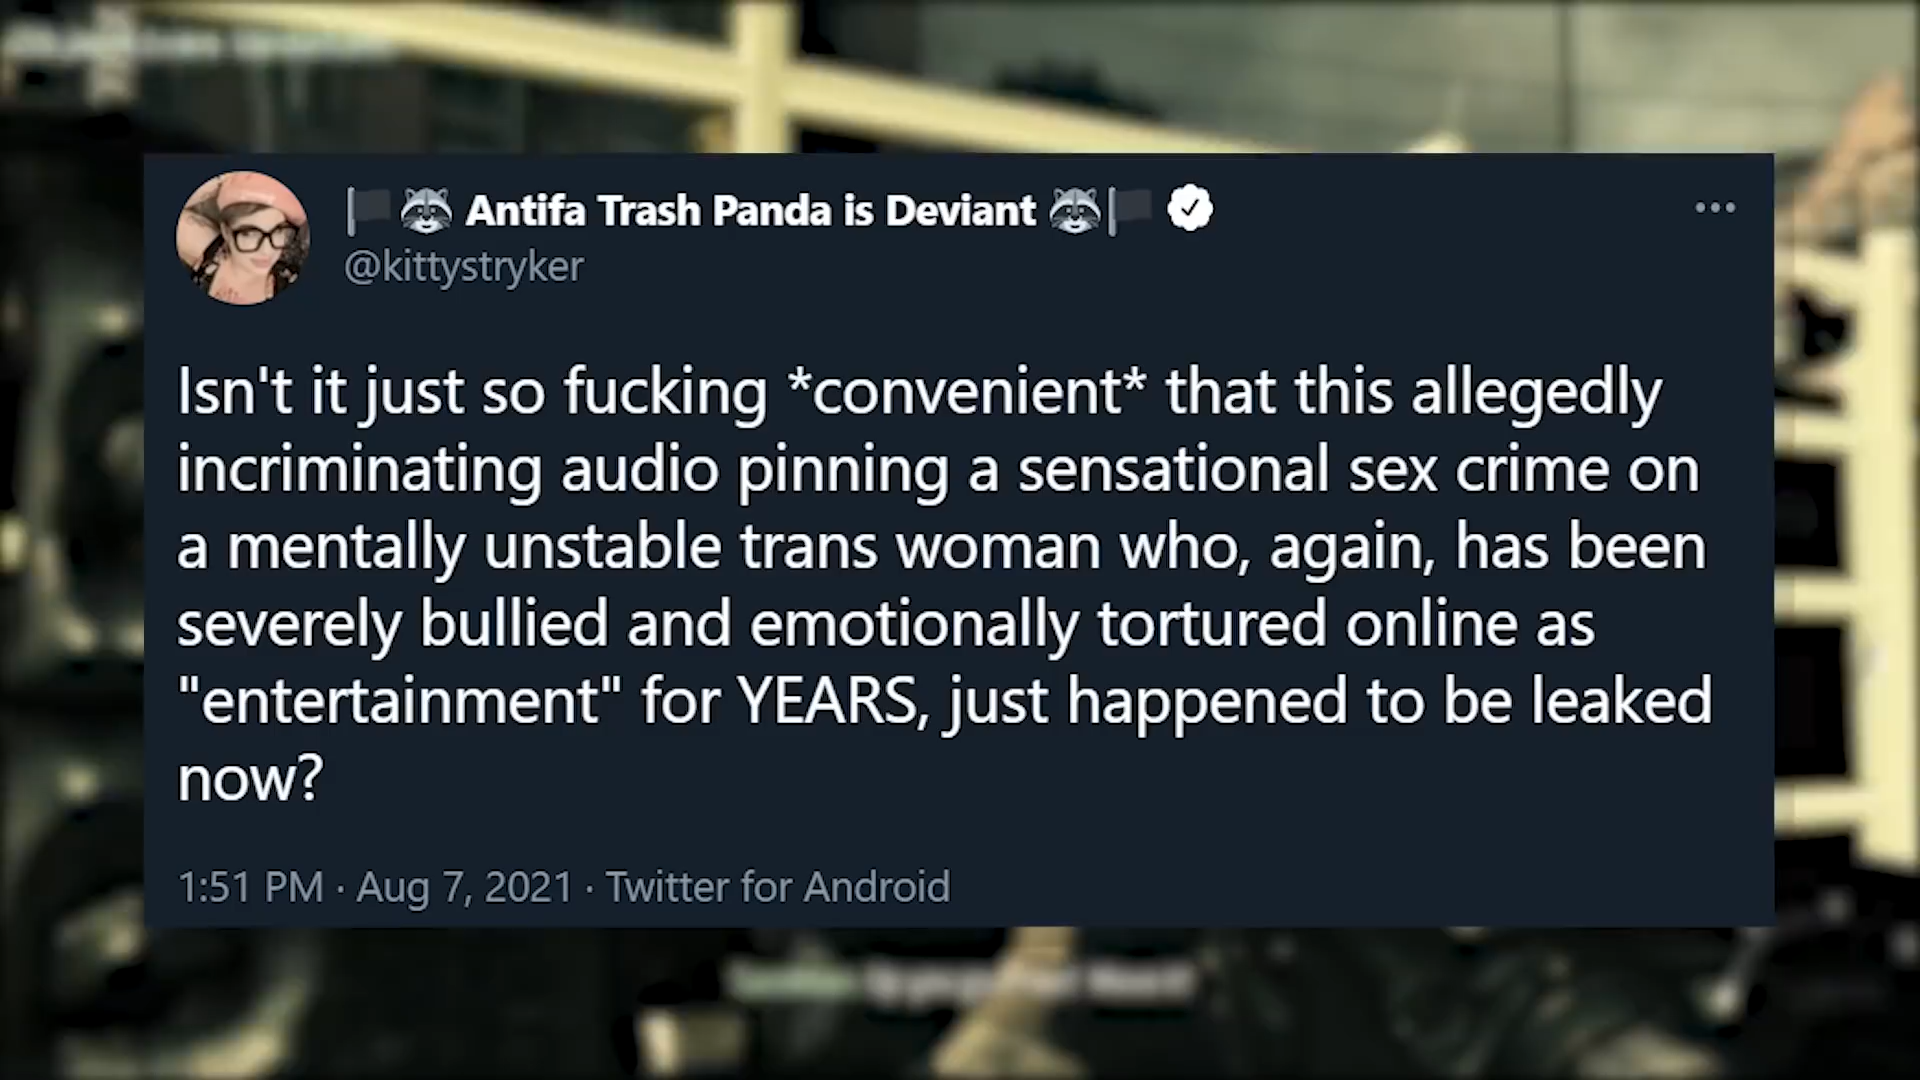 🏴🦝 Antifa Trash Panda is Deviant 🦝🏴
@kittystryker
Isn't it just so fucking *convenient* that this allegedly
incriminating audio pinning a sensational sex crime on
a mentally unstable trans woman who, again, has been
severely bullied and emotionally tortured online as
"entertainment" for YEARS, just happened to be leaked
now?
1:51 PM · Aug 7, 2021 · Twitter for Android